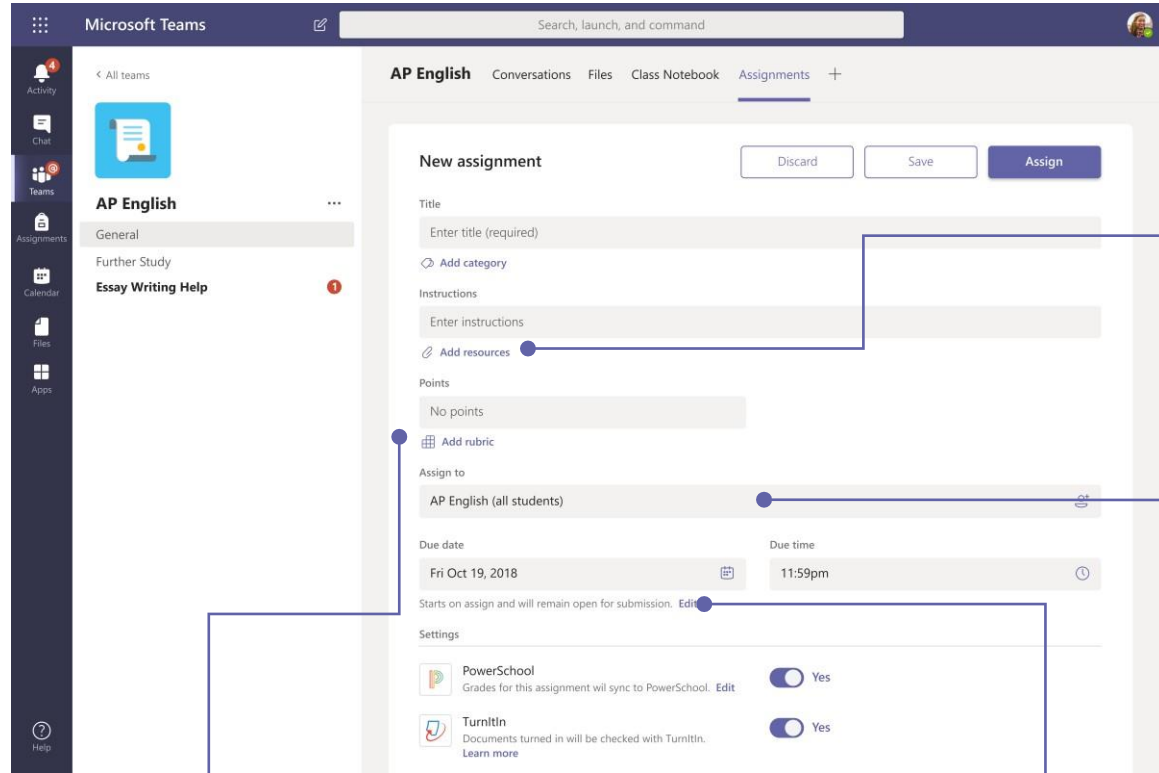 Microsoft Teams
Search, launch, and command
4
Activity
Chat
@
Teams
Assignments
Calendar
Files
Apps
Help
< All teams
AP English
...
General
Further Study
Essay Writing Help
1
AP English Conversations Files Class Notebook Assignments +
New assignment
Discard Save Assign
Title
Enter title (required)
Add category
Instructions
Enter instructions
Add resources
Points
No points
Add rubric
Assign to
AP English (all students)
Due date Due time
Fri Oct 19, 2018 11:59pm
Starts on assign and will remain open for submission. Edit
Settings
PowerSchool
Grades for this assignment wil sync to PowerSchool. Edit
Yes
TurnItIn
Documents turned in will be checked with TurnItIn.
Learn more
Yes